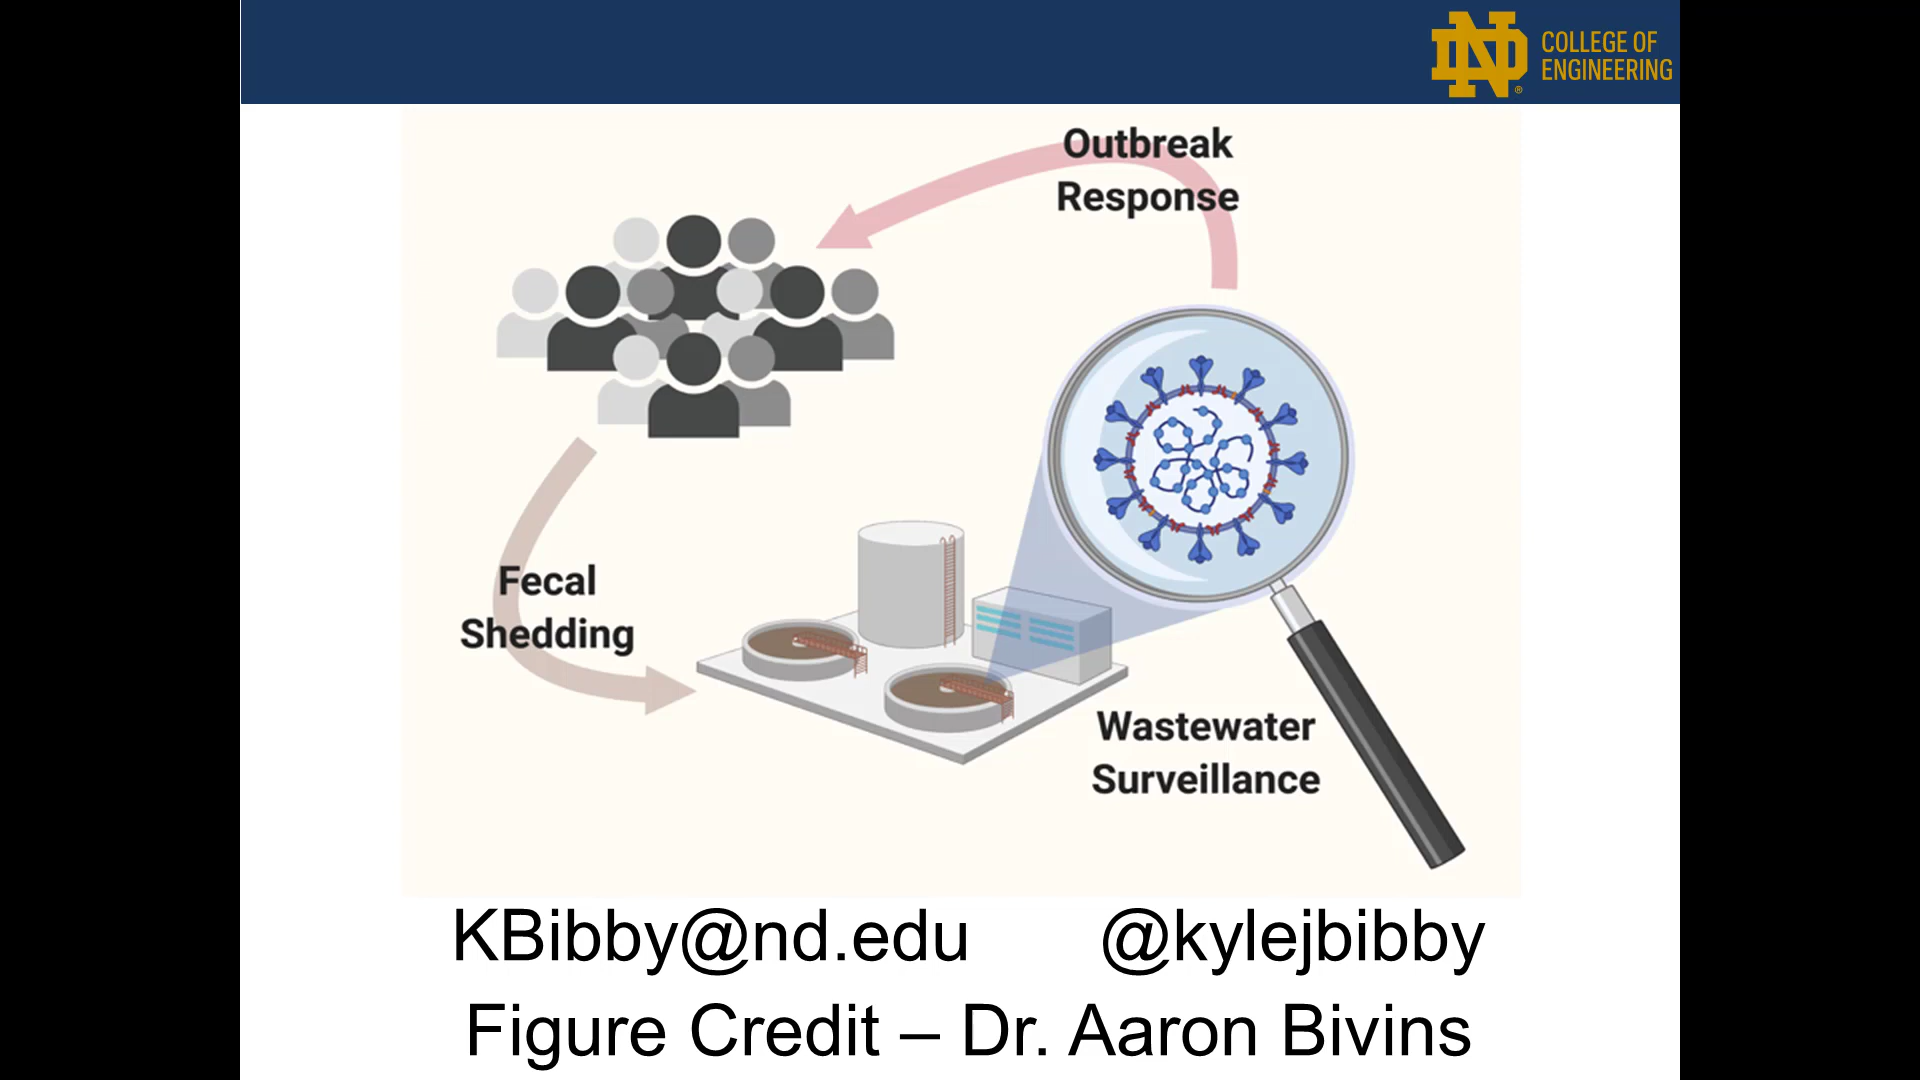 COLLEGE OF
ENGINEERING
Outbreak
Response
Fecal
Shedding
Wastewater
Surveillance
KBibby@nd.edu @kylejbibby
Figure Credit – Dr. Aaron Bivins